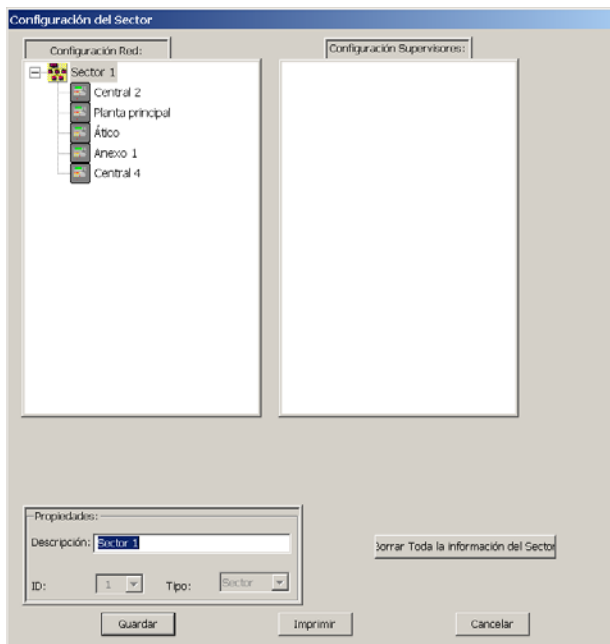 Configuración del Sector
Configuración Red:
Configuración Supervisores:
Sector 1
Central 2
Planta principal
Ático
Anexo 1
Central 4
Propiedades:
Descripción: Sector 1
Borrar Toda la información del Sector
ID: 1 Tipo: Sector
Guardar Imprimir Cancelar